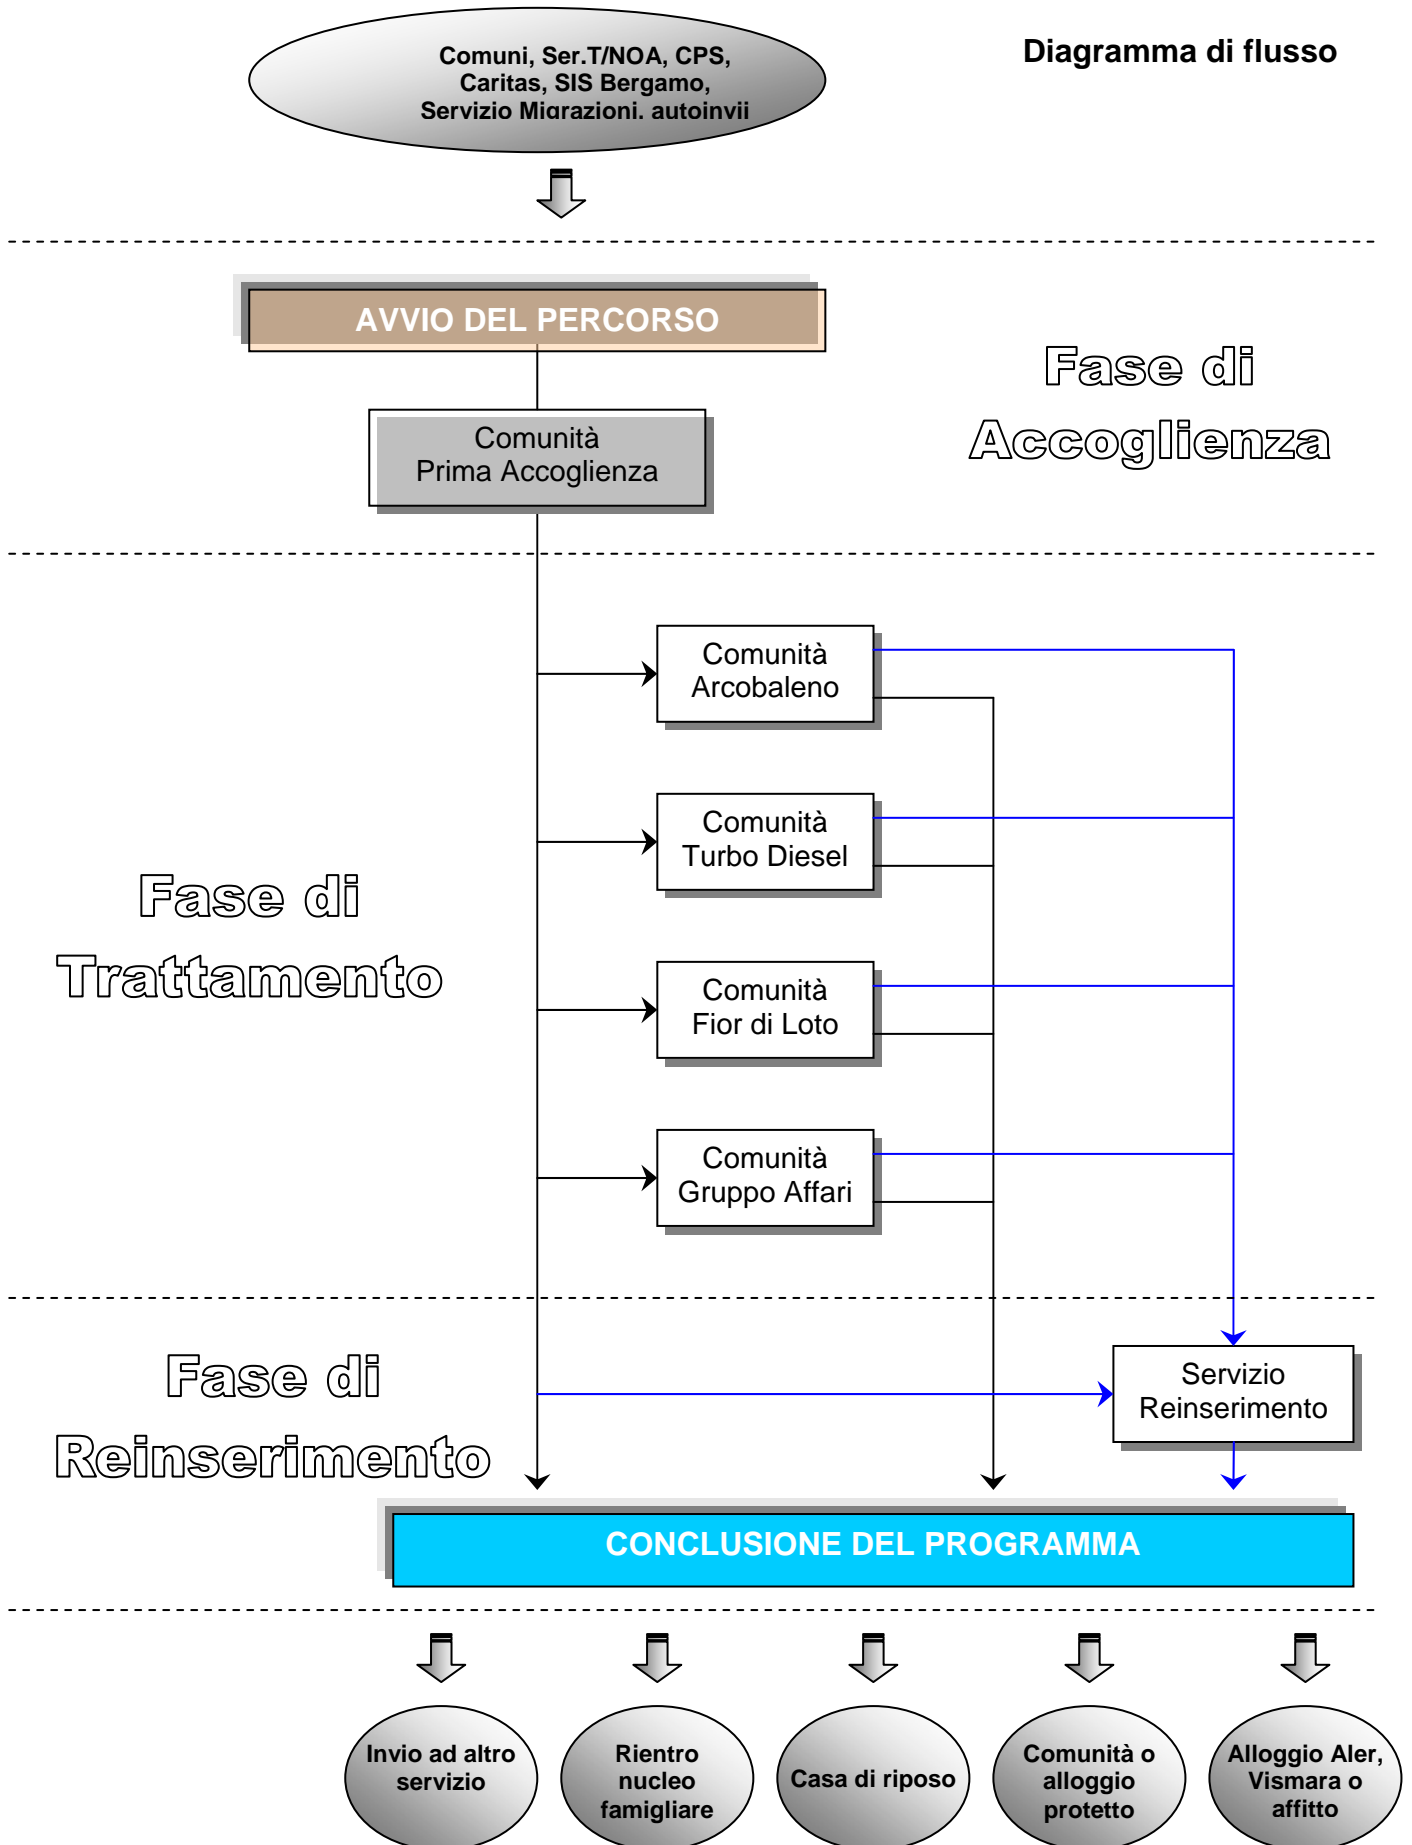 Diagramma di flusso
Comuni, Ser.T/NOA, CPS,
Caritas, SIS Bergamo,
Servizio Migrazioni, autoinvii
AVVIO DEL PERCORSO
Fase di
Accoglienza
Comunità
Prima Accoglienza
Comunità
Arcobaleno
Comunità
Turbo Diesel
Fase di
Trattamento
Comunità
Fior di Loto
Comunità
Gruppo Affari
Fase di
Reinserimento
Servizio
Reinserimento
CONCLUSIONE DEL PROGRAMMA
Invio ad altro
servizio
Rientro
nucleo
famigliare
Casa di riposo
Comunità o
alloggio
protetto
Alloggio Aler,
Vismara o
affitto